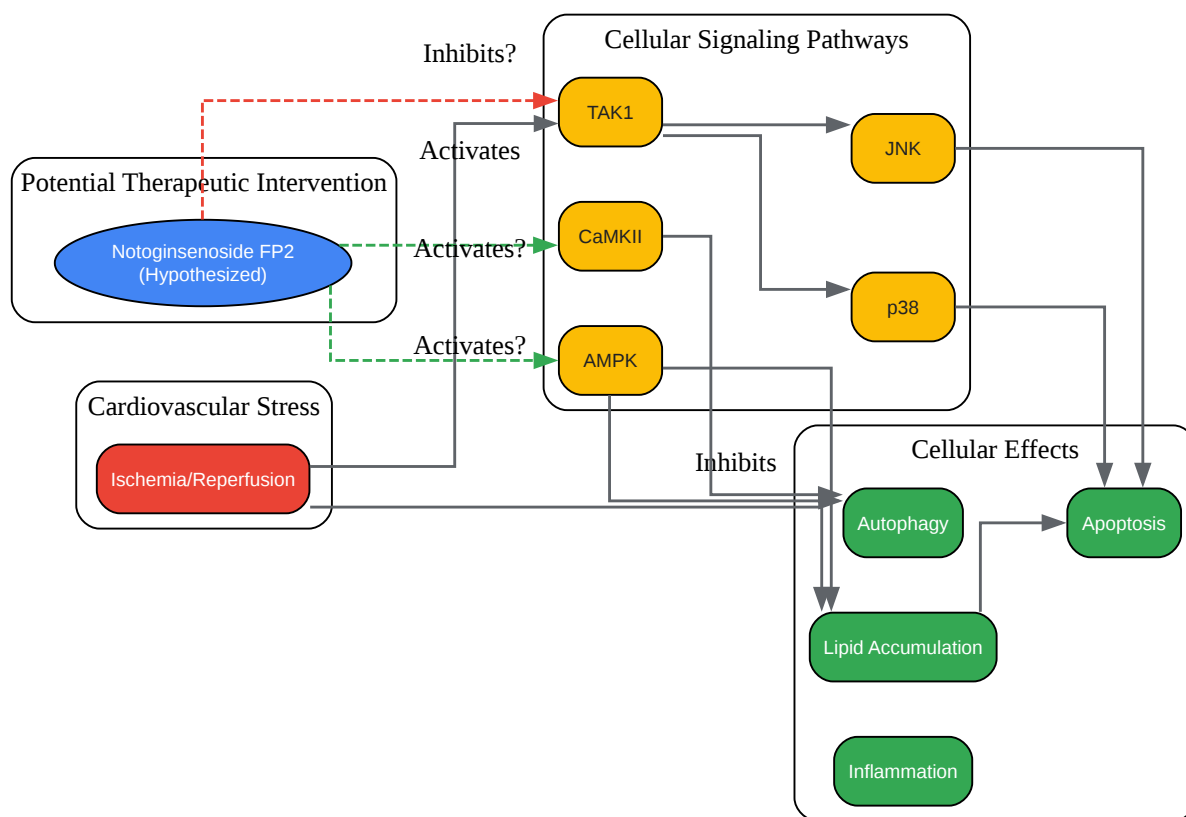 Cellular Signaling Pathways
Inhibits?
TAK1
Activates
JNK
Potential Therapeutic Intervention
Notoginsenoside FP2
(Hypothesized)
Activates?
CaMKII
p38
Activates?
AMPK
Cardiovascular Stress
Ischemia/Reperfusion
Inhibits
Cellular Effects
Autophagy
Apoptosis
Lipid Accumulation
Inflammation